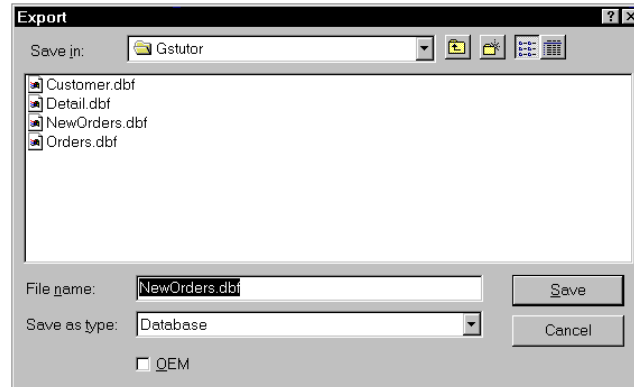 Export
Save in: Gstutor
Customer.dbf
Detail.dbf
NewOrders.dbf
Orders.dbf
File name: NewOrders.dbf Save
Save as type: Database Cancel
OEM